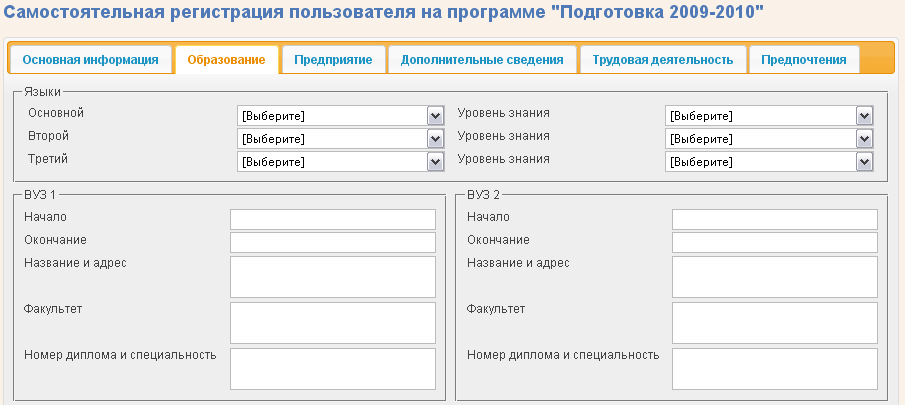 Самостоятельная регистрация пользователя на программе "Подготовка 2009-2010"
Основная информация Образование Предприятие Дополнительные сведения Трудовая деятельность Предпочтения
Языки
Основной [Выберите] Уровень знания [Выберите]
Второй [Выберите] Уровень знания [Выберите]
Третий [Выберите] Уровень знания [Выберите]
ВУЗ 1 ВУЗ 2
Начало Начало
Окончание Окончание
Название и адрес Название и адрес
Факультет Факультет
Номер диплома и специальность Номер диплома и специальность